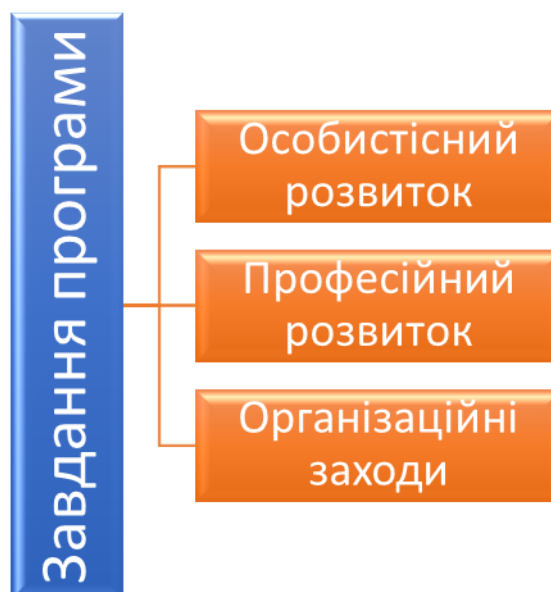 Завдання програми
Особистісний
розвиток
Професійний
розвиток
Організаційні
заходи